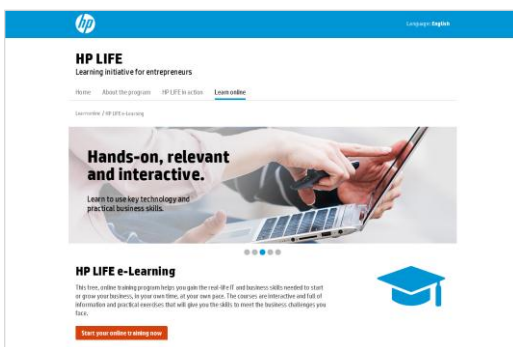 hp
Language: English
HP LIFE
Learning initiative for entrepreneurs
Home About the program HP LIFE in action Learn online
Learn online / HP LIFE e-Learning
Hands-on, relevant
and interactive.
Learn to use key technology and
practical business skills.
HP LIFE e-Learning
This free, online training program helps you gain the real-life IT and business skills needed to start
or grow your business, in your own time, at your own pace. The courses are interactive and full of
information and practical exercises that will give you the skills to meet the business challenges you
face.
Start your online training now